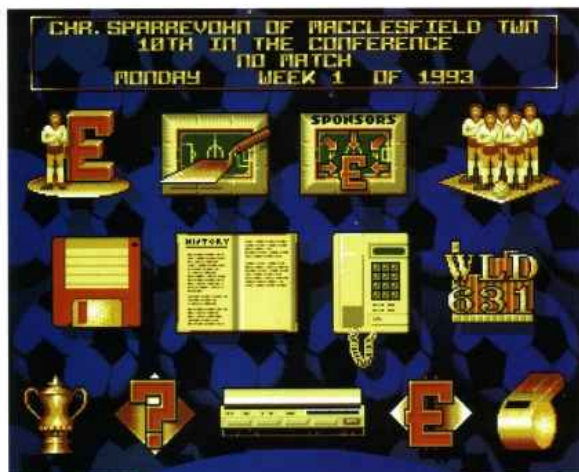 CHR. SPARREVOHN OF MACCLESFIELD TWN
10TH IN THE CONFERENCE
NO MATCH
MONDAY WEEK 1 OF 1993
E
SPONSORS
E
HISTORY
WLD
631
?
E